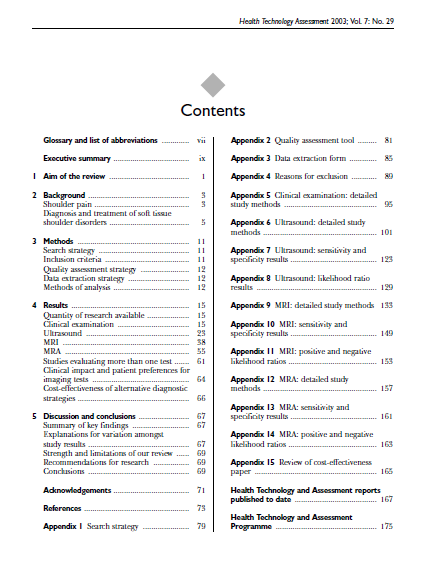 Health Technology Assessment 2003; Vol. 7: No. 29
Contents
Glossary and list of abbreviations ............. vii
Executive summary .................................. ix
1 Aim of the review .................................... 1
2 Background .............................................. 3
Shoulder pain ........................................... 3
Diagnosis and treatment of soft tissue
shoulder disorders .................................... 5
3 Methods .................................................... 11
Search strategy ......................................... 11
Inclusion criteria ...................................... 11
Quality assessment strategy ...................... 12
Data extraction strategy ............................ 12
Methods of analysis ................................... 12
4 Results ...................................................... 15
Quantity of research available .................. 15
Clinical examination ................................ 15
Ultrasound ................................................ 23
MRI ........................................................... 38
MRA .......................................................... 55
Studies evaluating more than one test ...... 61
Clinical impact and patient preferences for
imaging tests ............................................. 64
Cost-effectiveness of alternative diagnostic
strategies ................................................... 66
5 Discussion and conclusions ...................... 67
Summary of key findings .......................... 67
Explanations for variation amongst
study results .............................................. 67
Strength and limitations of our review ...... 69
Recommendations for research ................ 69
Conclusions .............................................. 69
Acknowledgements .................................. 71
References ................................................ 73
Appendix 1 Search strategy ..................... 79
Appendix 2 Quality assessment tool ......... 81
Appendix 3 Data extraction form ............. 85
Appendix 4 Reasons for exclusion ............ 89
Appendix 5 Clinical examination: detailed
study methods ........................................... 95
Appendix 6 Ultrasound: detailed study
methods ..................................................... 101
Appendix 7 Ultrasound: sensitivity and
specificity results ....................................... 123
Appendix 8 Ultrasound: likelihood ratio
results ........................................................ 129
Appendix 9 MRI: detailed study methods 133
Appendix 10 MRI: sensitivity and
specificity results ....................................... 149
Appendix 11 MRI: positive and negative
likelihood ratios ........................................ 153
Appendix 12 MRA: detailed study
methods ..................................................... 157
Appendix 13 MRA: sensitivity and
specificity results ....................................... 161
Appendix 14 MRA: positive and negative
likelihood ratios ........................................ 163
Appendix 15 Review of cost-effectiveness
paper ......................................................... 165
Health Technology and Assessment reports
published to date ...................................... 167
Health Technology and Assessment
Programme ............................................... 175